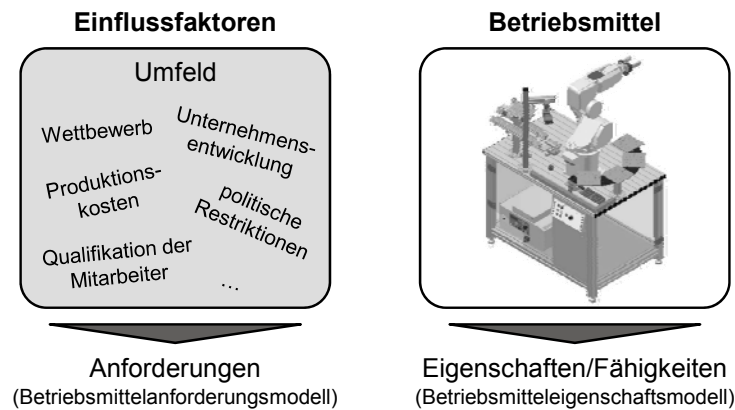 Einflussfaktoren
Umfeld
Wettbewerb
Unternehmens-
entwicklung
Produktions-
kosten
politische
Restriktionen
Qualifikation der
Mitarbeiter
...
Anforderungen
(Betriebsmittelanforderungsmodell)
Betriebsmittel
Eigenschaften/Fähigkeiten
(Betriebsmitteleigenschaftsmodell)